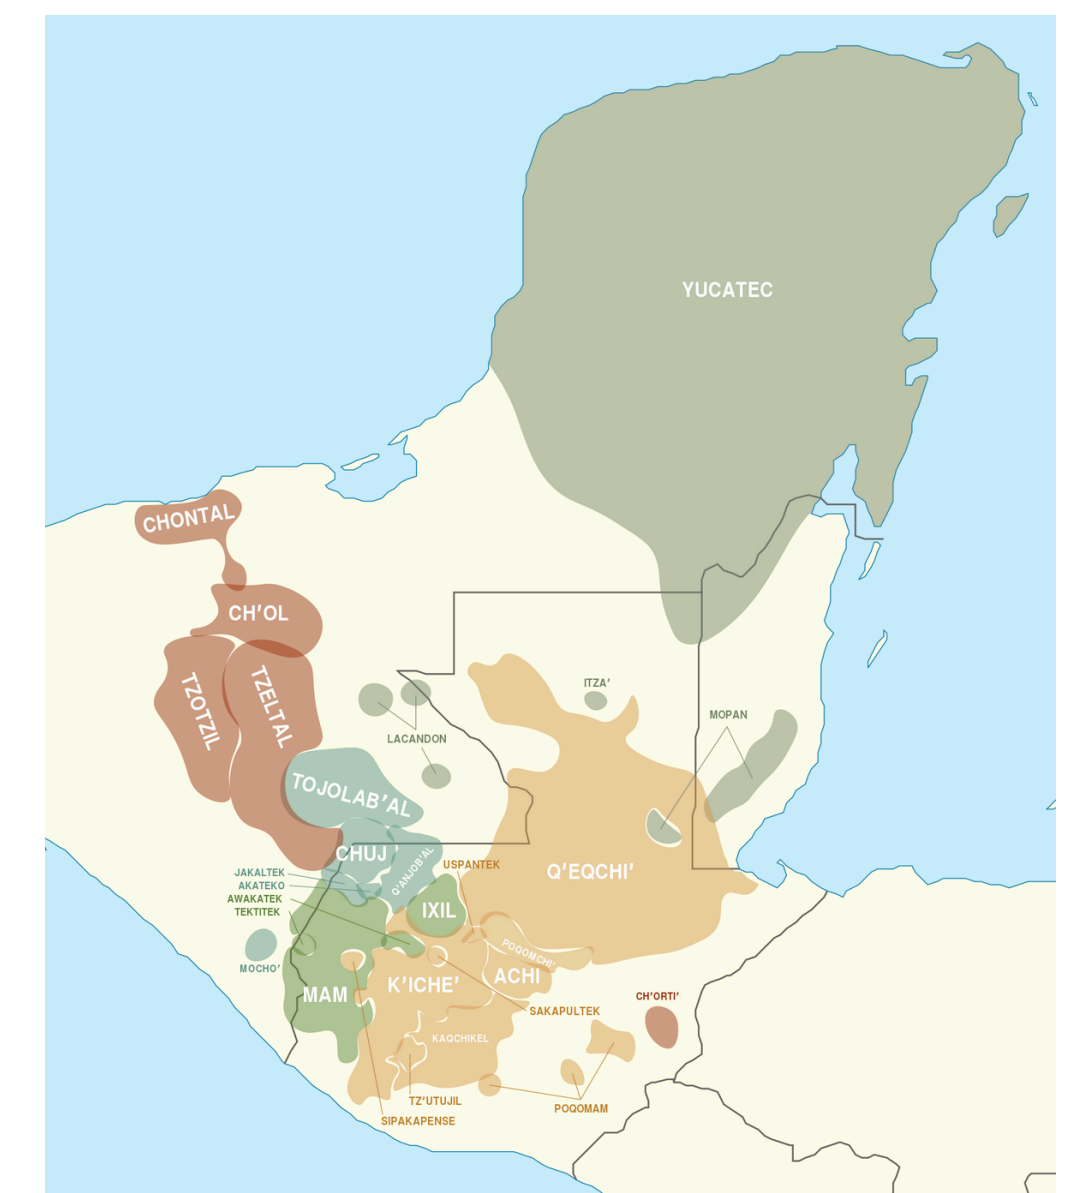 YUCATEC
CHONTAL
CH'OL
TZOTZIL
TZELTAL
ITZA'
MOPAN
LACANDON
TOJOLAB'AL
CHUJ
Q'ANJOB'AL
USPANTEK
Q'EQCHI'
JAKALTEK
AKATEKO
AWAKATEK
TEKTITEK
IXIL
POQOMCHI'
MOCHO'
MAM
K'ICHE'
ACHI
CH'ORTI'
SAKAPULTEK
KAQCHIKEL
TZ'UTUJIL
POQOMAM
SIPAKAPENSE